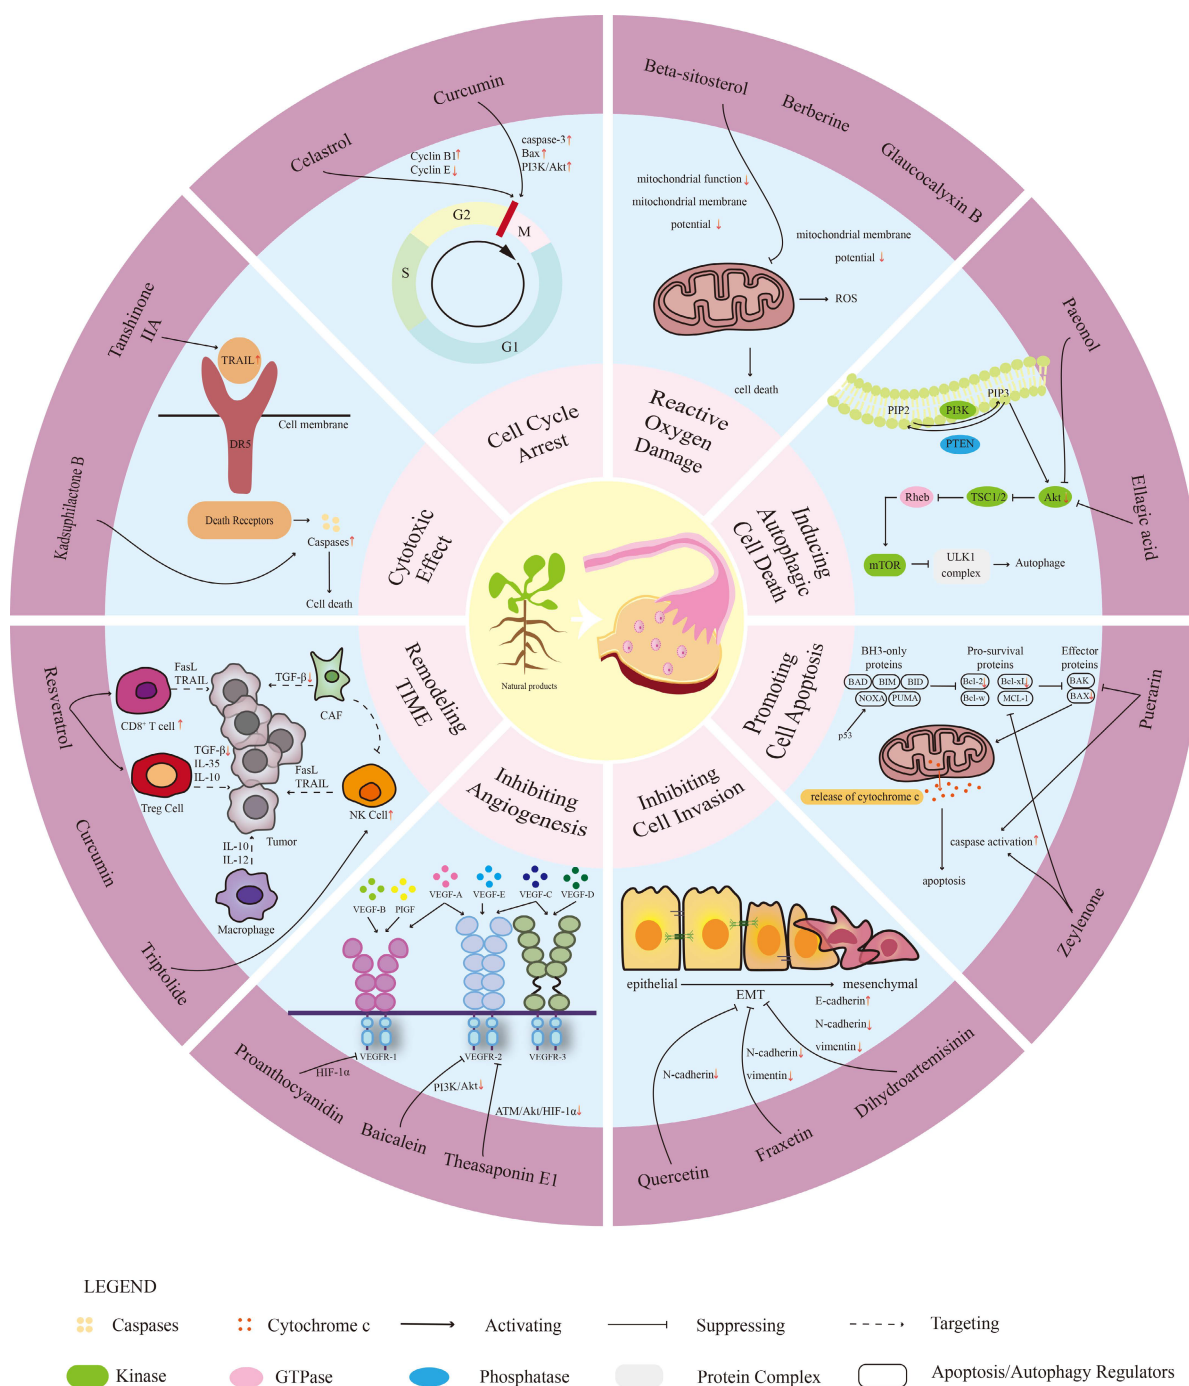 Curcumin
Celastrol
Cyclin B1↑
Cyclin E↓
caspase-3↑
Bax↑
PI3K/Akt↑
G2
M
S
G1
Cell Cycle
Arrest
Beta-sitosterol
Berberine
Glaucocalyxin B
mitochondrial function↓
mitochondrial membrane
potential ↓
mitochondrial membrane
potential ↓
ROS
cell death
Reactive
Oxygen
Damage
Tanshinone
IIA
TRAIL↑
Cell membrane
DR5
Death Receptors
Caspases↑
Cell death
Kadsuphilactone B
Cytotoxic
Effect
Paeonol
Ellagic acid
PIP2
PI3K
PIP3
PTEN
Rheb
TSC1/2
Akt↓
mTOR
ULK1
complex
Autophagy
Inducing
Autophagic
Cell Death
Natural products
Resveratrol
Curcumin
Triptolide
FasL
TRAIL
TGF-β↓
CAF
CD8⁺ T cell↑
TGF-β↓
IL-35
IL-10
Treg Cell
FasL
TRAIL
NK Cell↑
Tumor
IL-10
IL-12
Macrophage
Remodeling
TIME
BH3-only
proteins
Pro-survival
proteins
Effector
proteins
BAD
BIM
BID
NOXA
PUMA
Bcl-2↓
Bcl-xL↓
Bcl-w
MCL-1
BAK
BAX↓
p53
release of cytochrome c
caspase activation↑
apoptosis
Puerarin
Zeylenone
Promoting
Cell Apoptosis
Inhibiting
Angiogenesis
VEGF-B
PIGF
VEGF-A
VEGF-E
VEGF-C
VEGF-D
VEGFR-1
VEGFR-2
VEGFR-3
HIF-1α
PI3K/Akt↓
ATM/Akt/HIF-1α↓
Proanthocyanidin
Baicalein
Theasaponin E1
Inhibiting
Cell Invasion
epithelial
mesenchymal
EMT
E-cadherin↑
N-cadherin↓
vimentin↓
N-cadherin↓
vimentin↓
N-cadherin↓
Quercetin
Fraxetin
Dihydroartemisinin
LEGEND
Caspases
Cytochrome c
Activating
Suppressing
Targeting
Kinase
GTPase
Phosphatase
Protein Complex
Apoptosis/Autophagy Regulators